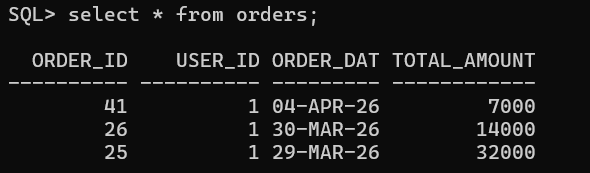 SQL> select * from orders;
  ORDER_ID    USER_ID ORDER_DAT TOTAL_AMOUNT
---------- ---------- --------- ------------
        41          1 04-APR-26         7000
        26          1 30-MAR-26        14000
        25          1 29-MAR-26        32000